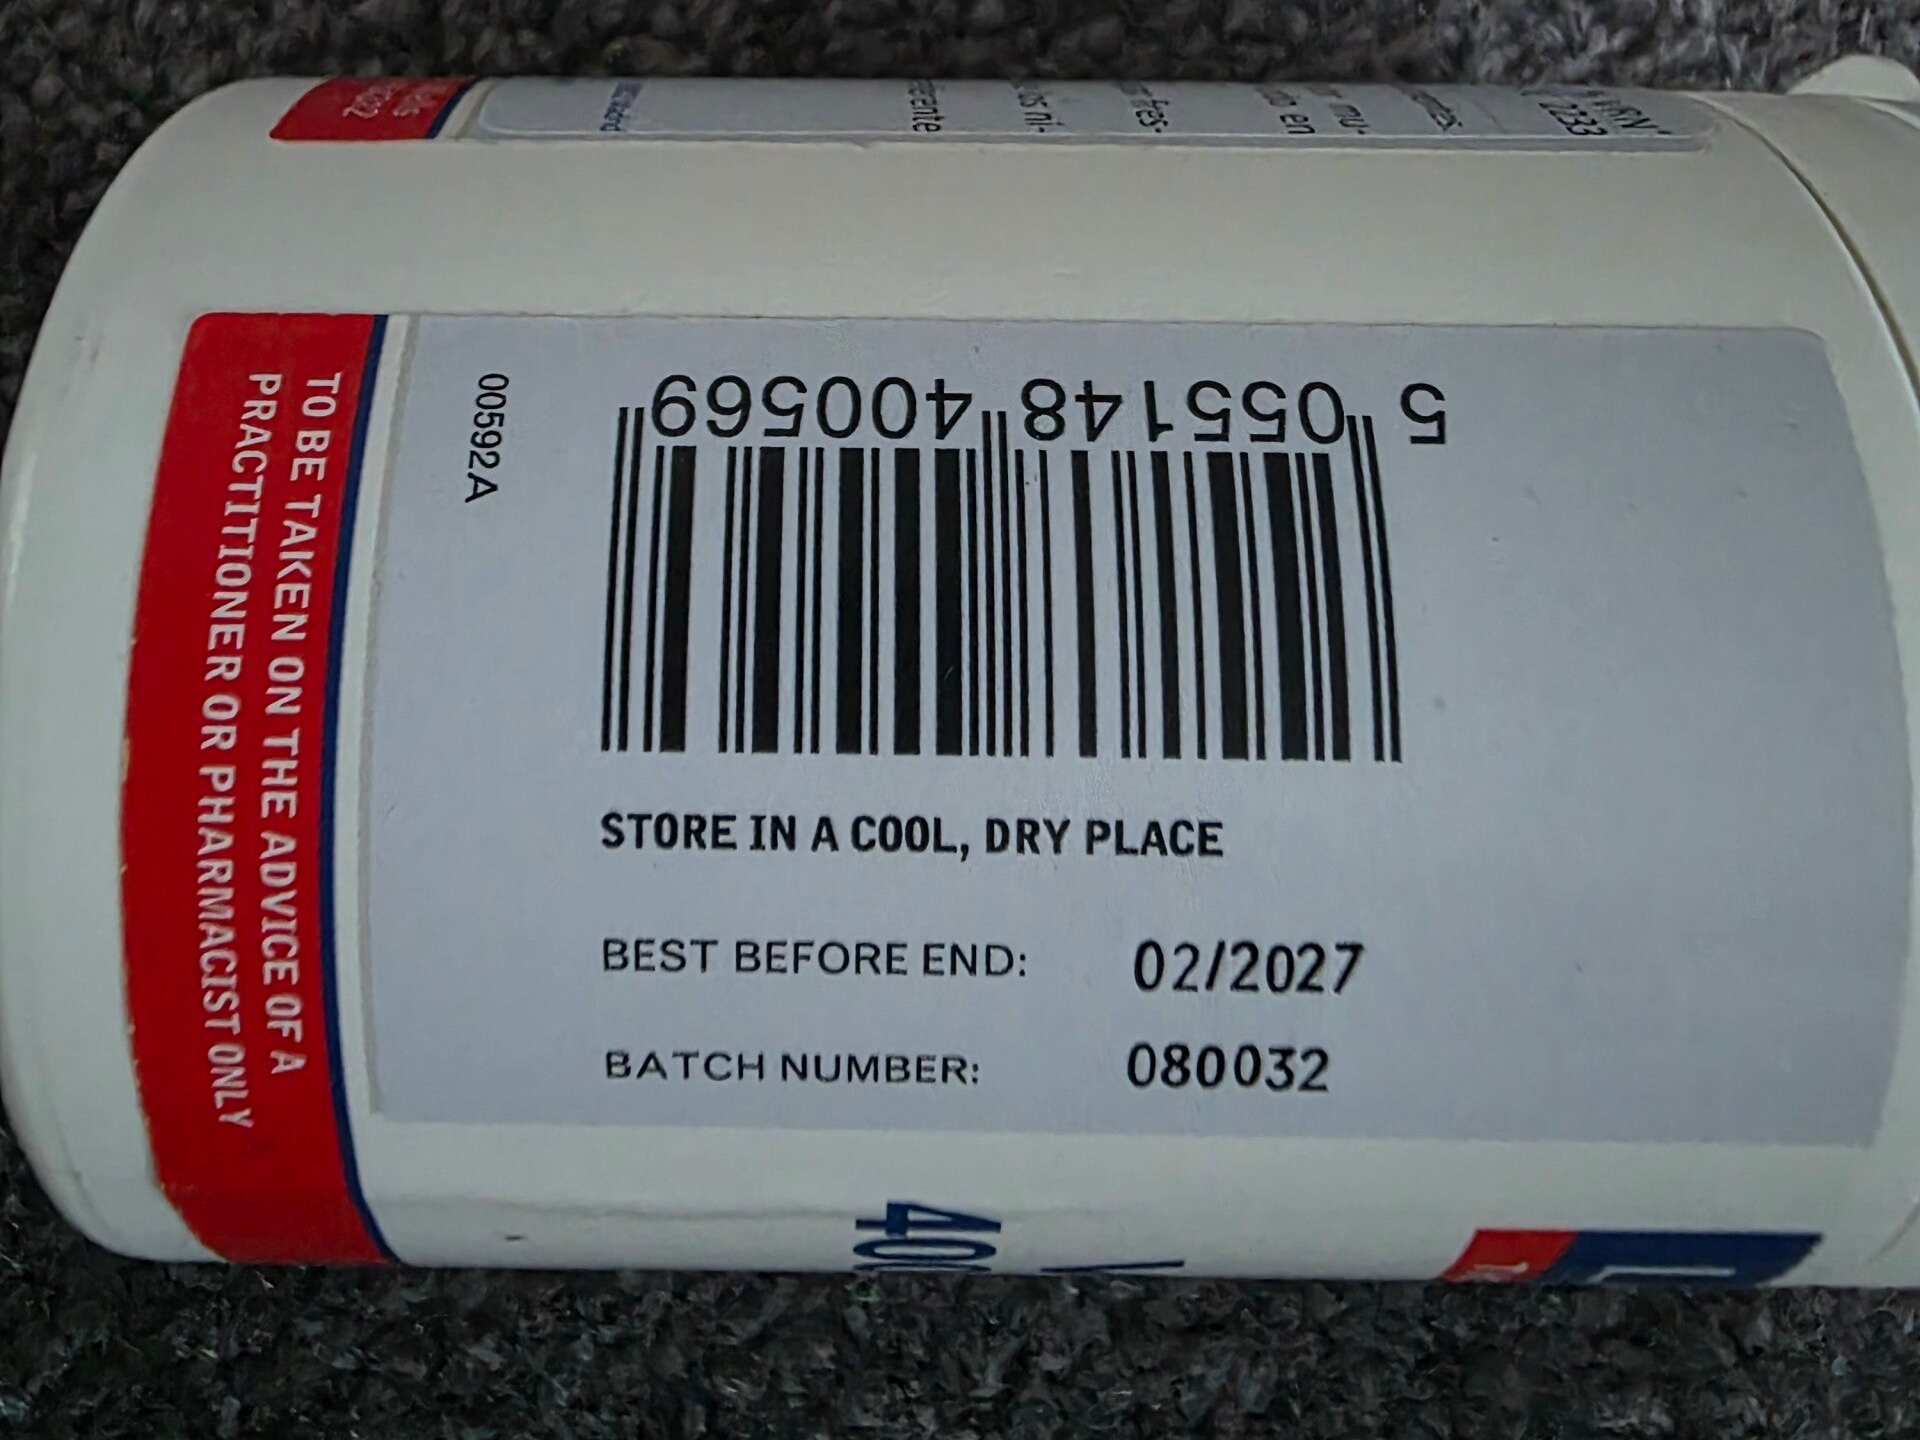 TO BE TAKEN ON THE ADVICE OF A
PRACTITIONER OR PHARMACIST ONLY
00592A
5 055148 400569
STORE IN A COOL, DRY PLACE
BEST BEFORE END: 02/2027
BATCH NUMBER: 080032